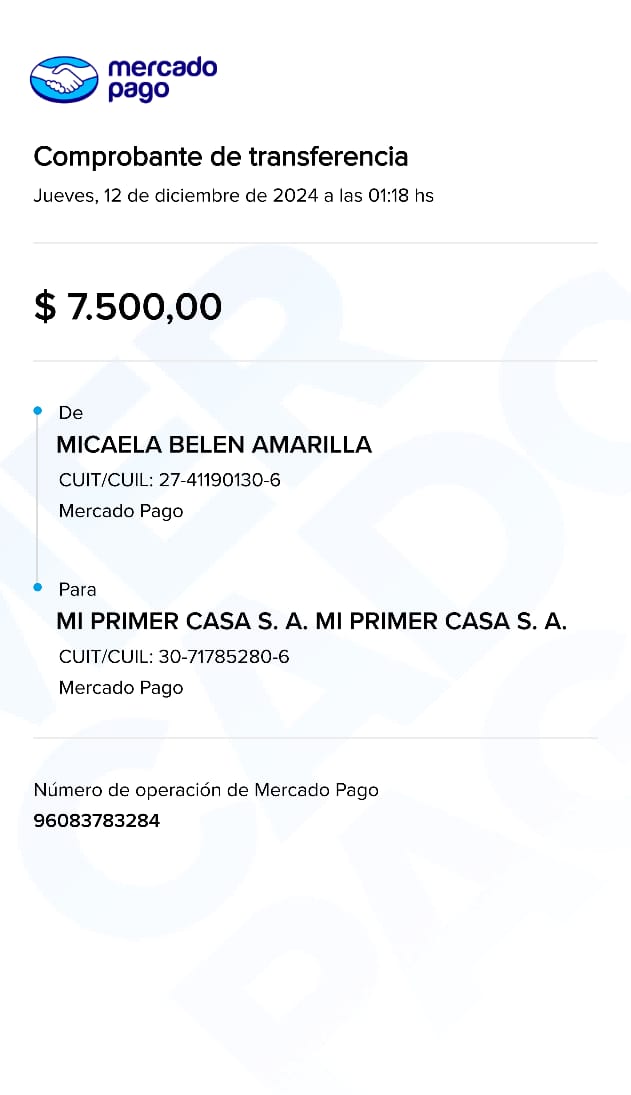 mercado
pago
Comprobante de transferencia
Jueves, 12 de diciembre de 2024 a las 01:18 hs
$ 7.500,00
De
MICAELA BELEN AMARILLA
CUIT/CUIL: 27-41190130-6
Mercado Pago
Para
MI PRIMER CASA S. A. MI PRIMER CASA S. A.
CUIT/CUIL: 30-71785280-6
Mercado Pago
Número de operación de Mercado Pago
96083783284